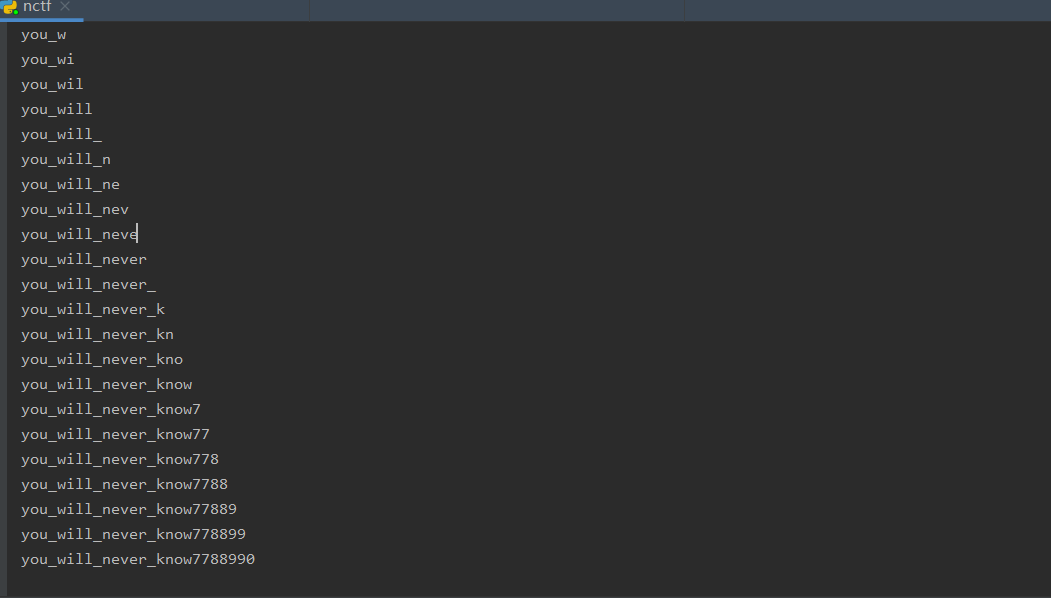 nctf
you_w
you_wi
you_wil
you_will
you_will_
you_will_n
you_will_ne
you_will_nev
you_will_neve
you_will_never
you_will_never_
you_will_never_k
you_will_never_kn
you_will_never_kno
you_will_never_know
you_will_never_know7
you_will_never_know77
you_will_never_know778
you_will_never_know7788
you_will_never_know77889
you_will_never_know778899
you_will_never_know7788990